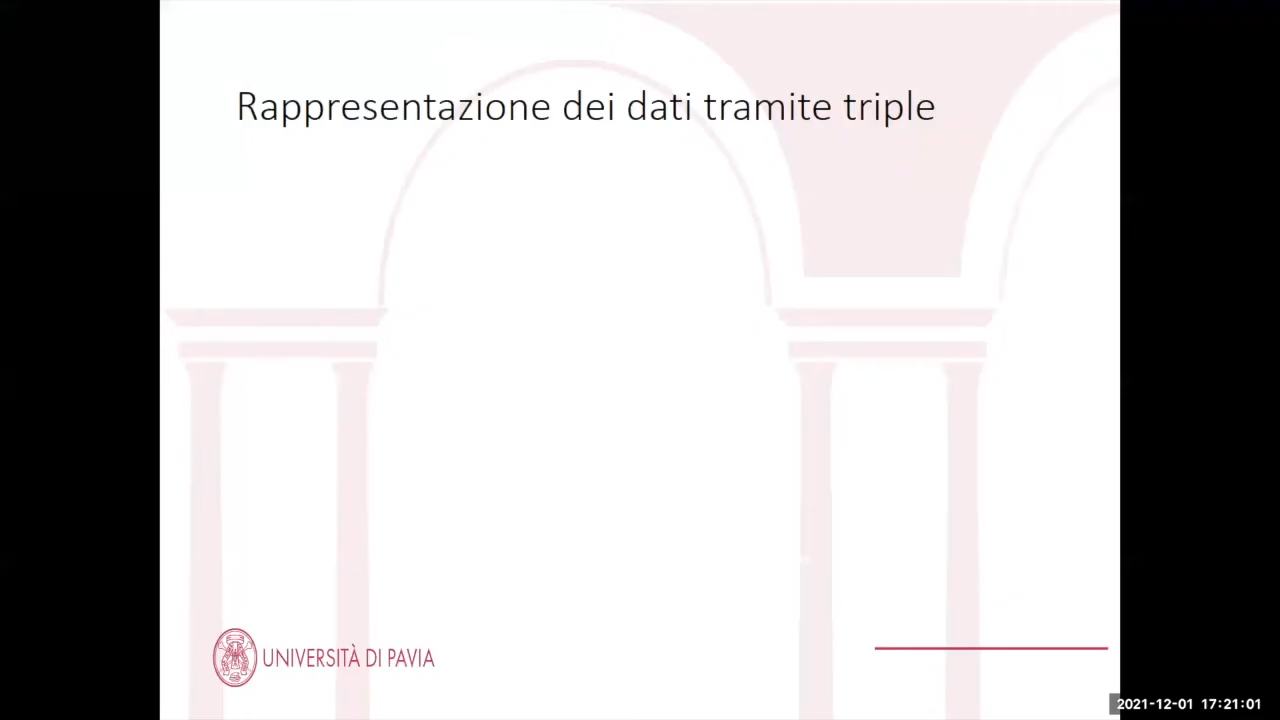 Rappresentazione dei dati tramite triple
UNIVERSITÀ DI PAVIA
2021-12-01 17:21:01